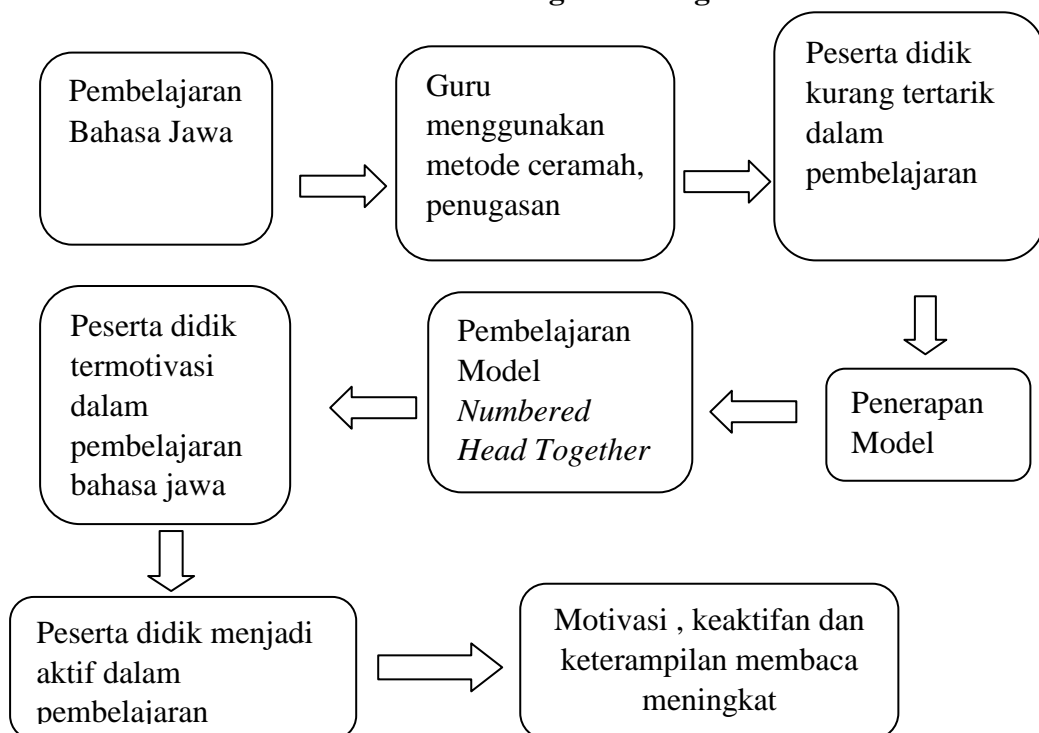 Pembelajaran
Bahasa Jawa
Guru
menggunakan
metode ceramah,
penugasan
Peserta didik
kurang tertarik
dalam
pembelajaran
Penerapan
Model
Pembelajaran
Model
Numbered
Head Together
Peserta didik
termotivasi
dalam
pembelajaran
bahasa jawa
Peserta didik menjadi
aktif dalam
pembelajaran
Motivasi , keaktifan dan
keterampilan membaca
meningkat